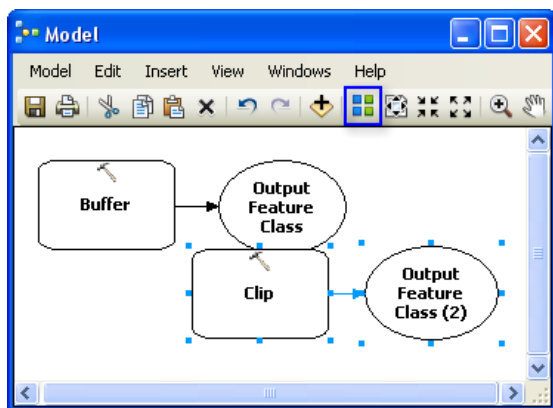 Model
Model Edit Insert View Windows Help
Buffer
Output
Feature
Class
Clip
Output
Feature
Class (2)